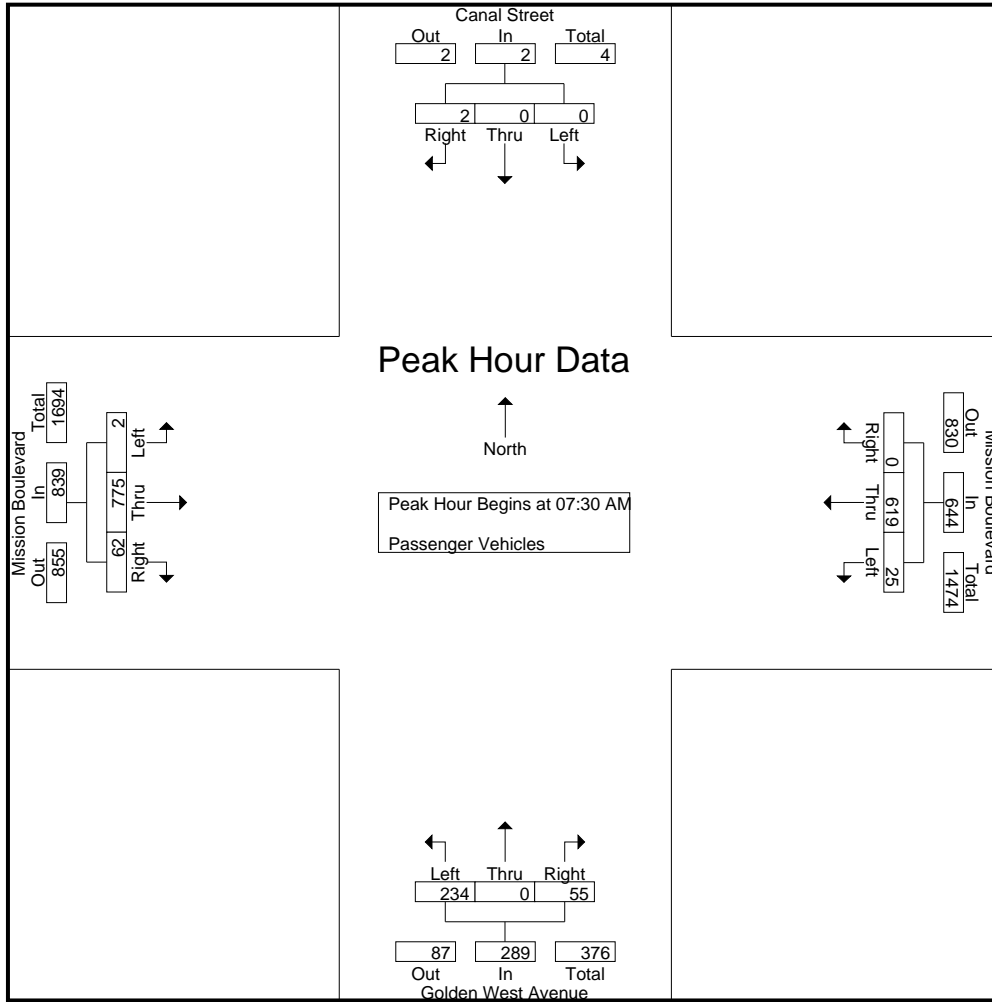 Canal Street
Out In Total
2 2 4
2 0 0
Right Thru Left
Peak Hour Data
North
Peak Hour Begins at 07:30 AM
Passenger Vehicles
Mission Boulevard
Out In Total
855 839 1694
Left Thru Right
2 775 62
Mission Boulevard
Out In Total
830 644 1474
Right Thru Left
0 619 25
Left Thru Right
234 0 55
87 289 376
Out In Total
Golden West Avenue